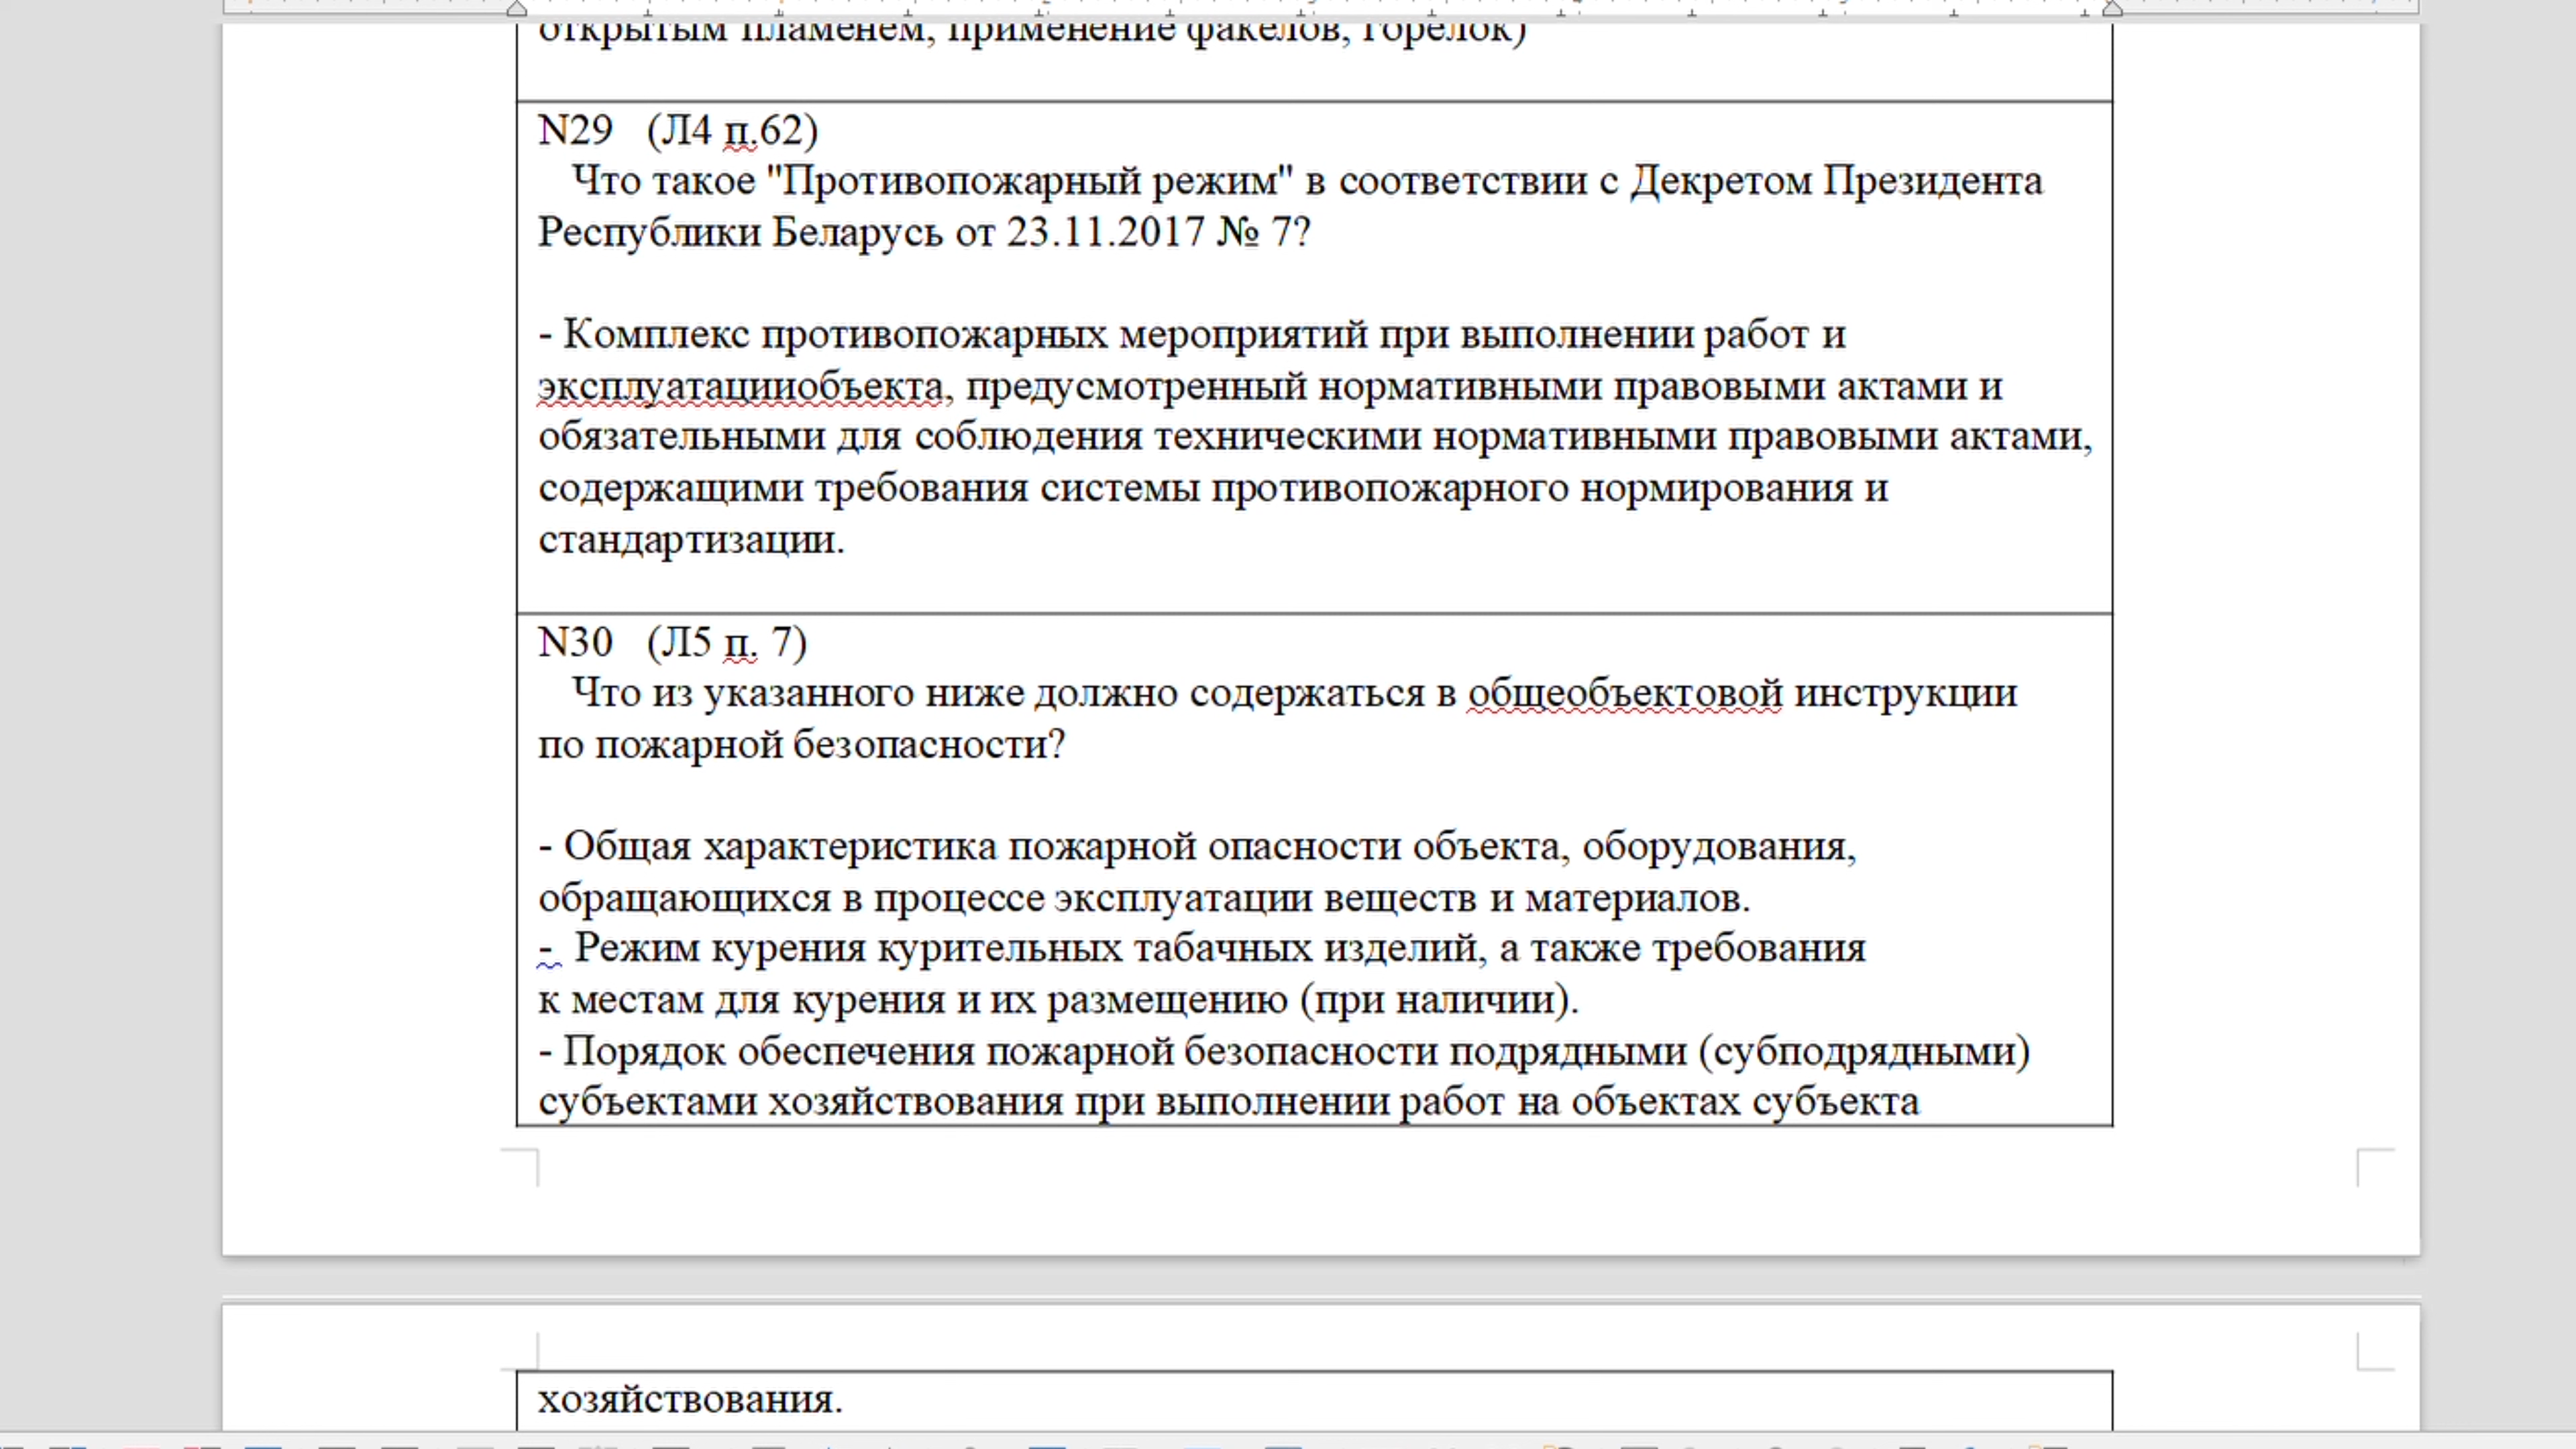 открытым пламенем, применение факелов, горелок)
N29 (Л4 п.62)
Что такое "Противопожарный режим" в соответствии с Декретом Президента
Республики Беларусь от 23.11.2017 № 7?
- Комплекс противопожарных мероприятий при выполнении работ и
эксплуатацииобъекта, предусмотренный нормативными правовыми актами и
обязательными для соблюдения техническими нормативными правовыми актами,
содержащими требования системы противопожарного нормирования и
стандартизации.
N30 (Л5 п. 7)
Что из указанного ниже должно содержаться в общеобъектовой инструкции
по пожарной безопасности?
- Общая характеристика пожарной опасности объекта, оборудования,
обращающихся в процессе эксплуатации веществ и материалов.
- Режим курения курительных табачных изделий, а также требования
к местам для курения и их размещению (при наличии).
- Порядок обеспечения пожарной безопасности подрядными (субподрядными)
субъектами хозяйствования при выполнении работ на объектах субъекта
хозяйствования.